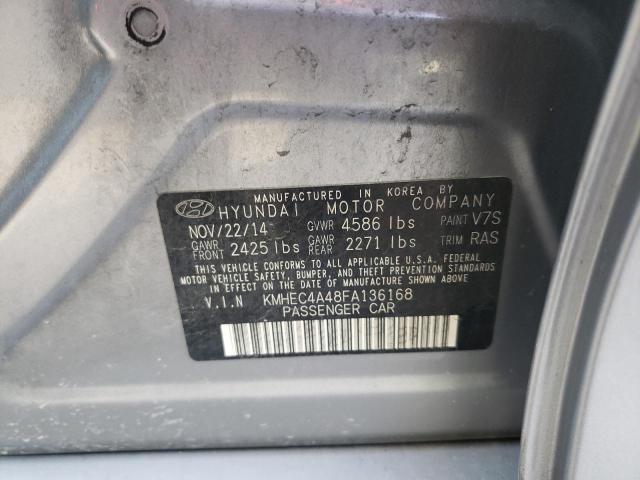 MANUFACTURED IN KOREA BY
HYUNDAI MOTOR COMPANY
NOV/22/14 GVWR 4586 lbs PAINT V7S
GAWR FRONT 2425 lbs GAWR REAR 2271 lbs TRIM RAS
THIS VEHICLE CONFORMS TO ALL APPLICABLE U.S.A. FEDERAL
MOTOR VEHICLE SAFETY, BUMPER, AND THEFT PREVENTION
STANDARDS IN EFFECT ON THE DATE OF MANUFACTURE SHOWN ABOVE.
V.I.N KMHEC4A48FA136168
PASSENGER CAR